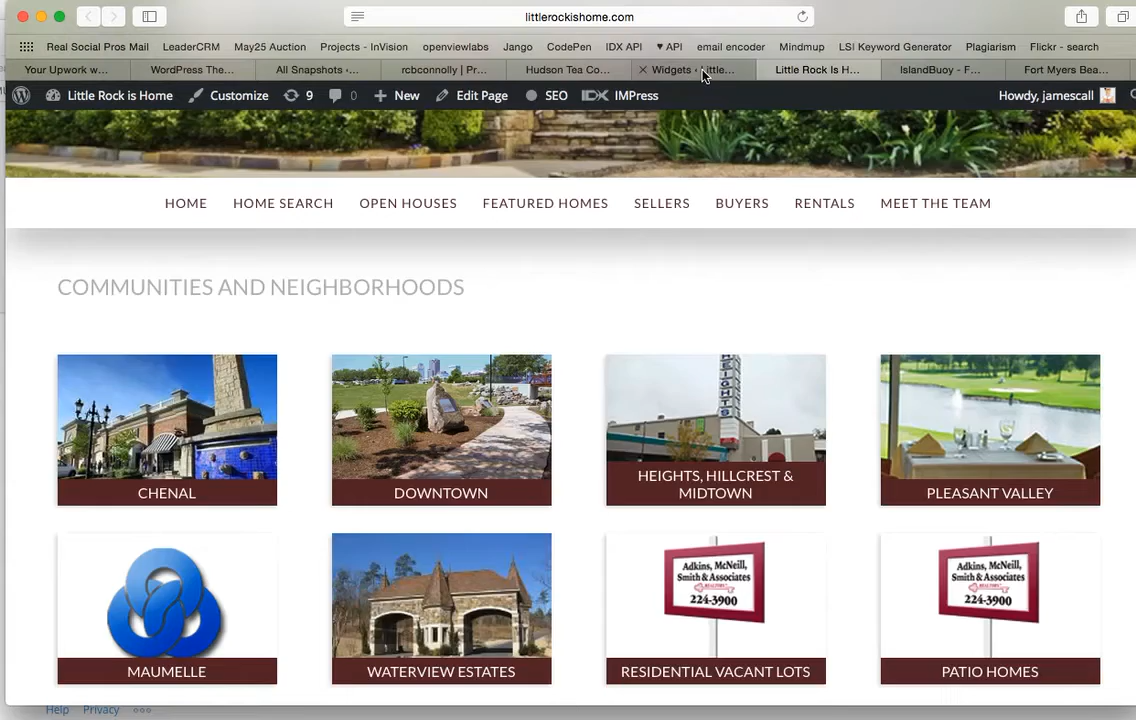 littlerockishome.com
Real Social Pros Mail LeaderCRM May25 Auction Projects - InVision openviewlabs Jango CodePen IDX API ♥ API email encoder Mindmup LSI Keyword Generator Plagiarism Flickr - search
Your Upwork w... WordPress The... All Snapshots ‹... rcbconnolly | Pr... Hudson Tea Co... Widgets ‹ Little... Little Rock Is H... IslandBuoy - F... Fort Myers Bea...
Little Rock is Home Customize 9 0 New Edit Page SEO IDX IMPress Howdy, jamescall
HOME HOME SEARCH OPEN HOUSES FEATURED HOMES SELLERS BUYERS RENTALS MEET THE TEAM
COMMUNITIES AND NEIGHBORHOODS
HEIGHTS
CHENAL
DOWNTOWN
HEIGHTS, HILLCREST &
MIDTOWN
PLEASANT VALLEY
Adkins, McNeill,
Smith & Associates
REALTORS
224-3900
Adkins, McNeill,
Smith & Associates
REALTORS
224-3900
MAUMELLE
WATERVIEW ESTATES
RESIDENTIAL VACANT LOTS
PATIO HOMES
Help Privacy